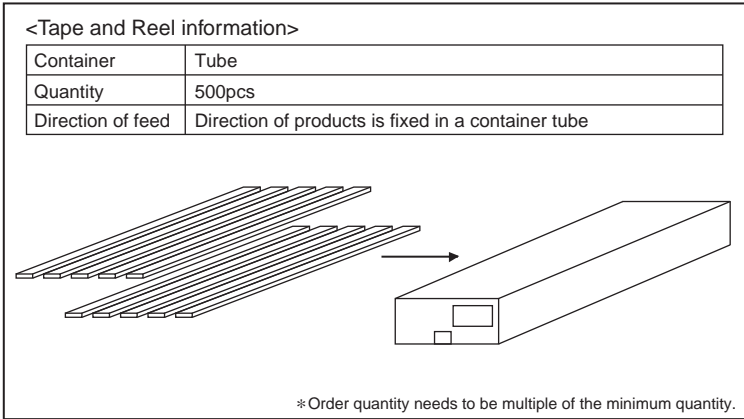 <Tape and Reel information>
Container Tube
Quantity 500pcs
Direction of feed Direction of products is fixed in a container tube
＊Order quantity needs to be multiple of the minimum quantity.